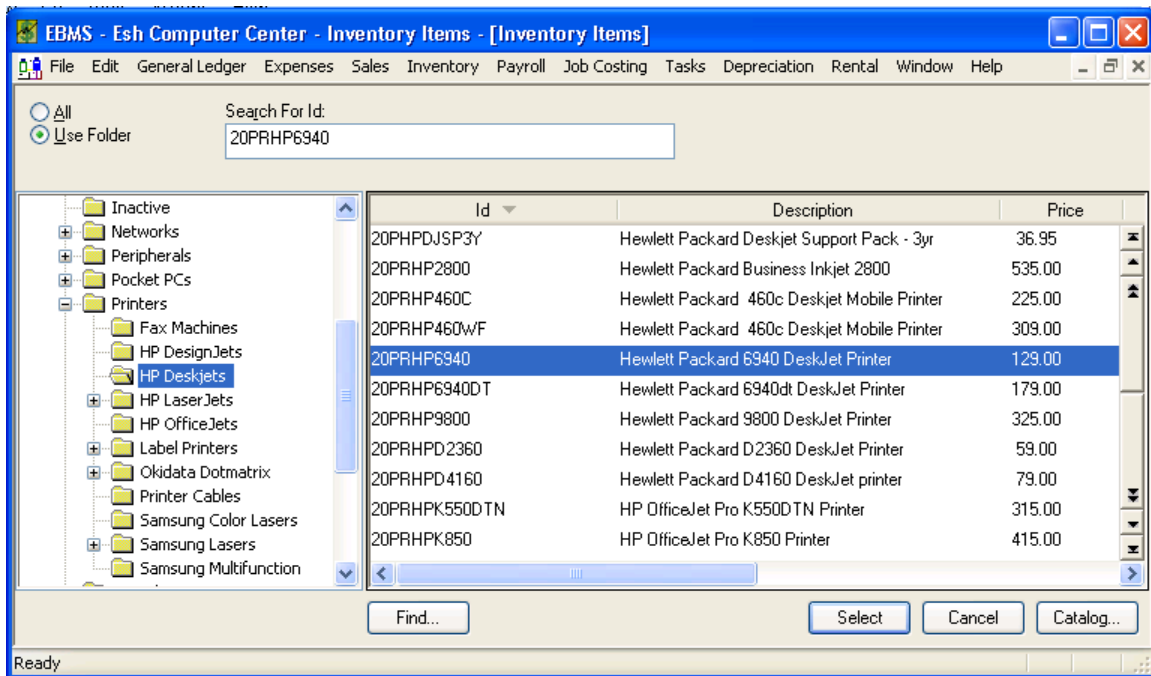 EBMS - Esh Computer Center - Inventory Items - [Inventory Items]
File Edit General Ledger Expenses Sales Inventory Payroll Job Costing Tasks Depreciation Rental Window Help
All
Use Folder
Search For Id:
20PRHP6940
Inactive
Networks
Peripherals
Pocket PCs
Printers
Fax Machines
HP DesignJets
HP Deskjets
HP LaserJets
HP OfficeJets
Label Printers
Okidata Dotmatrix
Printer Cables
Samsung Color Lasers
Samsung Lasers
Samsung Multifunction
Id Description Price
20PHPDJSP3Y Hewlett Packard Deskjet Support Pack - 3yr 36.95
20PRHP2800 Hewlett Packard Business Inkjet 2800 535.00
20PRHP460C Hewlett Packard 460c Deskjet Mobile Printer 225.00
20PRHP460WF Hewlett Packard 460c Deskjet Mobile Printer 309.00
20PRHP6940 Hewlett Packard 6940 DeskJet Printer 129.00
20PRHP6940DT Hewlett Packard 6940dt DeskJet Printer 179.00
20PRHP9800 Hewlett Packard 9800 DeskJet Printer 325.00
20PRHPD2360 Hewlett Packard D2360 DeskJet Printer 59.00
20PRHPD4160 Hewlett Packard D4160 DeskJet printer 79.00
20PRHPK550DTN HP OfficeJet Pro K550DTN Printer 315.00
20PRHPK850 HP OfficeJet Pro K850 Printer 415.00
Find... Select Cancel Catalog...
Ready